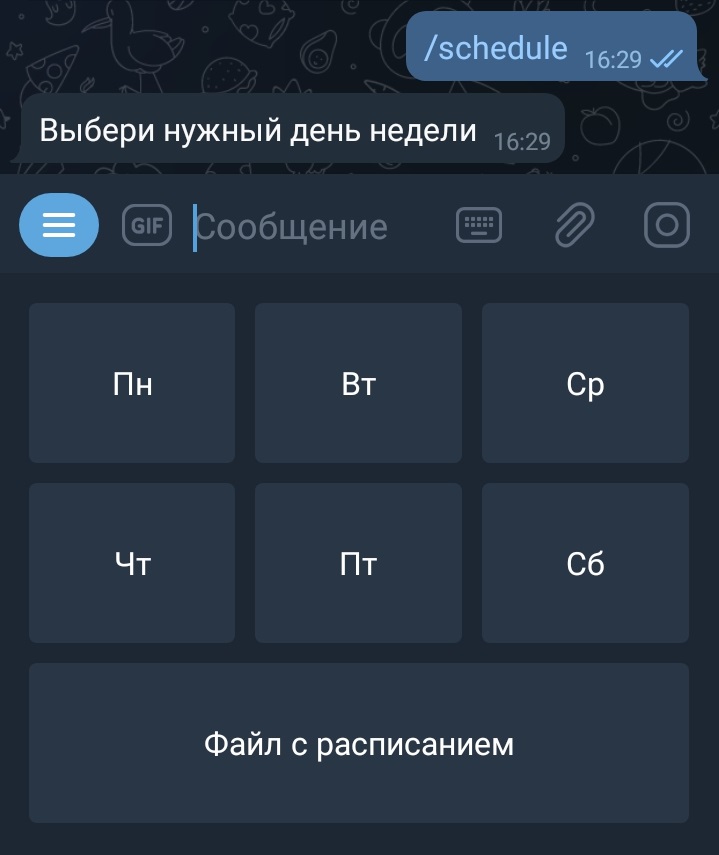 /schedule 16:29
Выбери нужный день недели 16:29
GIF Сообщение
Пн Вт Ср
Чт Пт Сб
Файл с расписанием